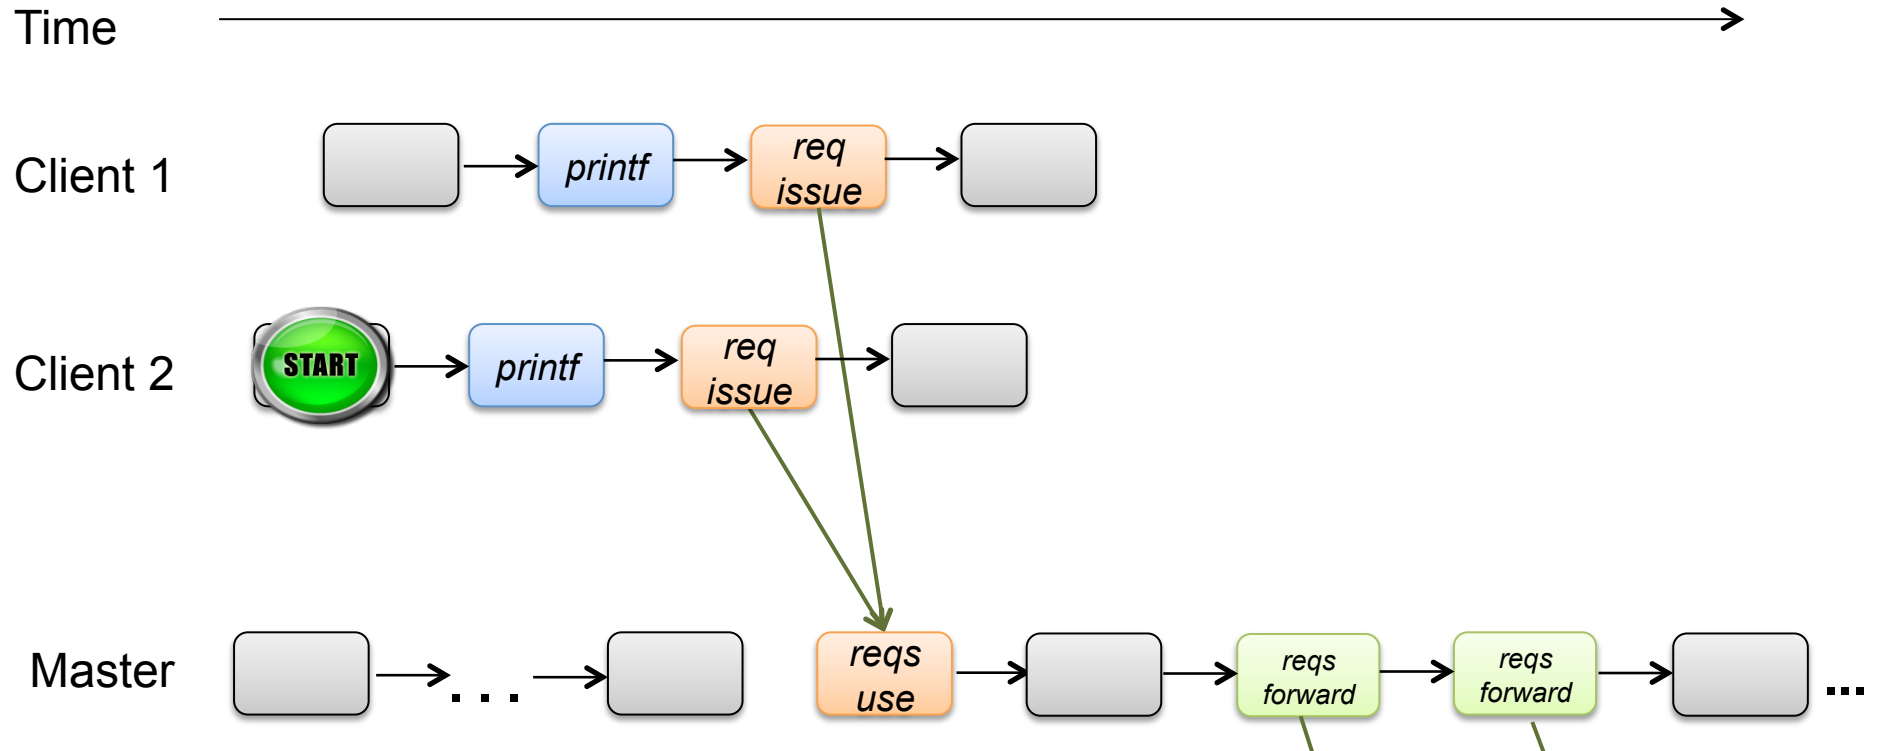 Time
Client 1
printf
req
issue
Client 2
START
printf
req
issue
Master
. . .
reqs
use
reqs
forward
reqs
forward
...